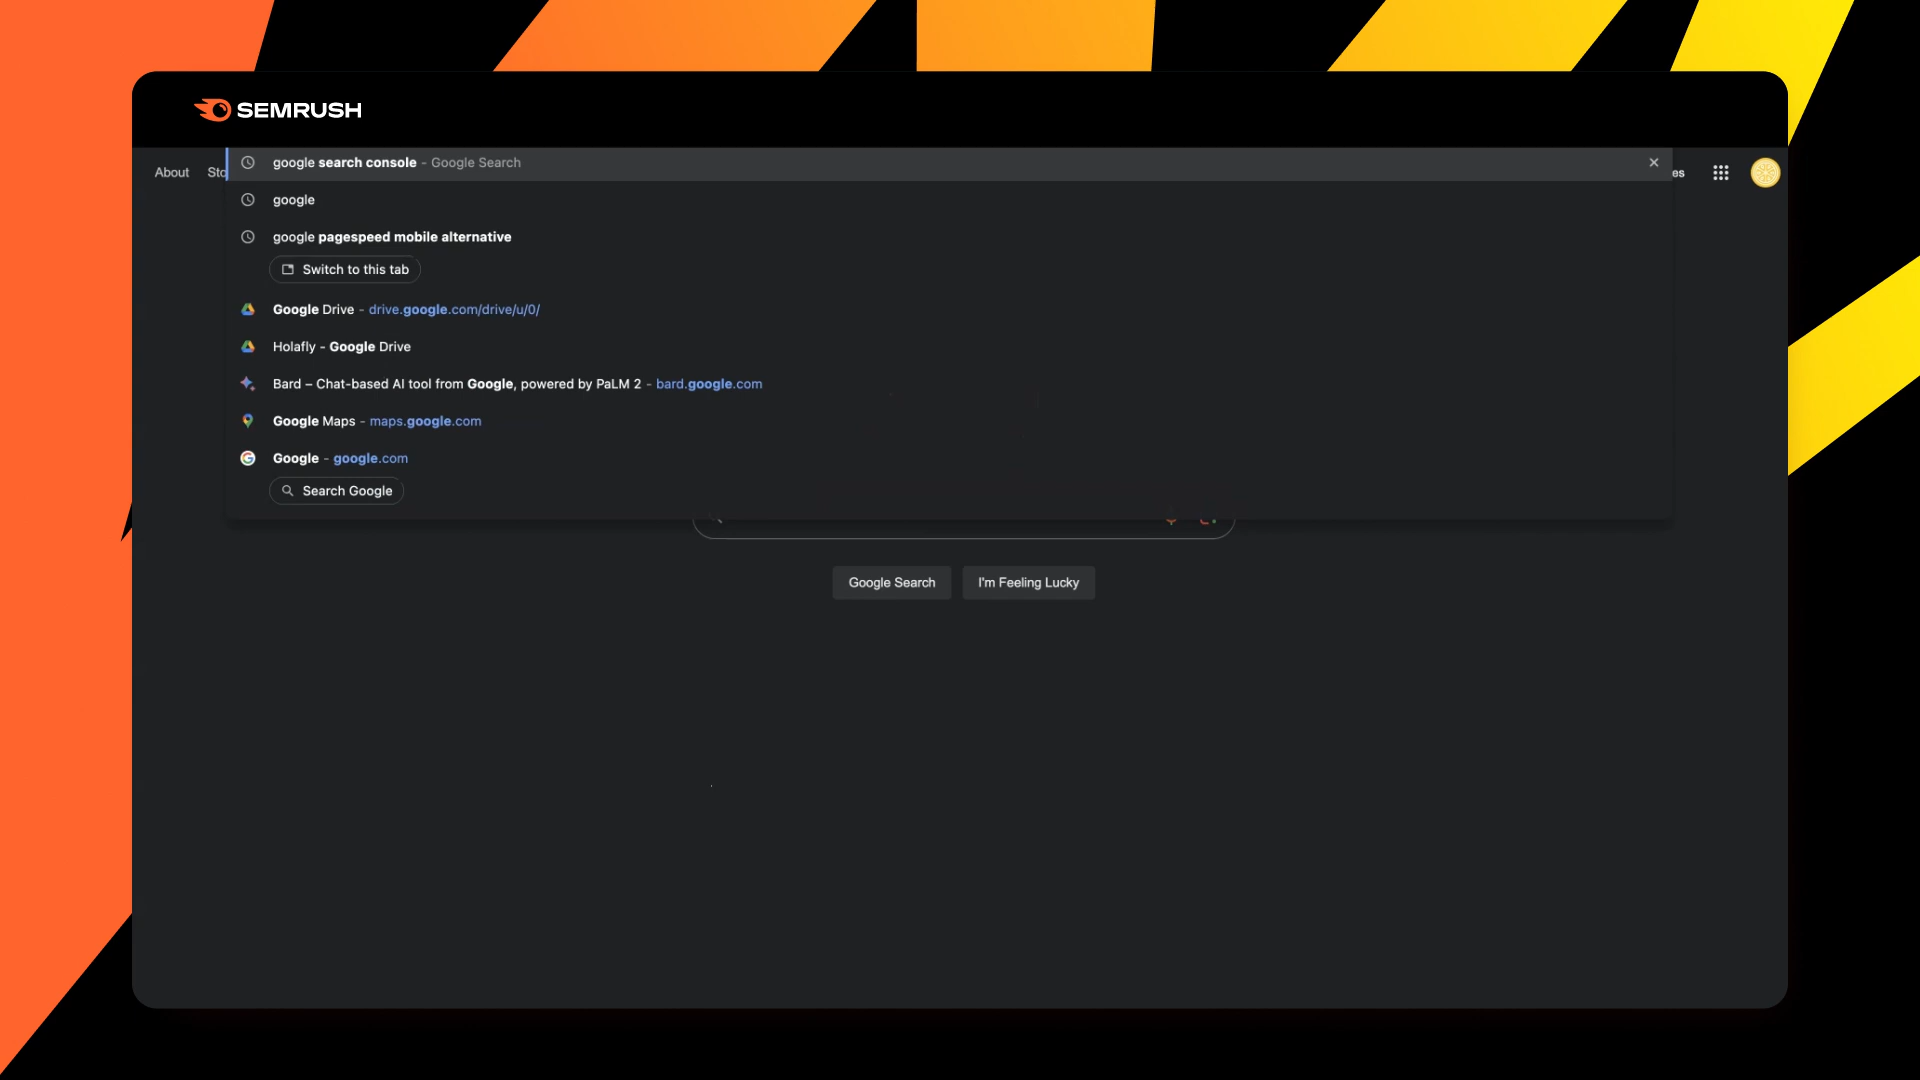 SEMRUSH
google search console - Google Search
About
google
google pagespeed mobile alternative
Switch to this tab
Google Drive - drive.google.com/drive/u/0/
Holafly - Google Drive
Bard – Chat-based AI tool from Google, powered by PaLM 2 - bard.google.com
Google Maps - maps.google.com
Google - google.com
Search Google
Google Search
I'm Feeling Lucky